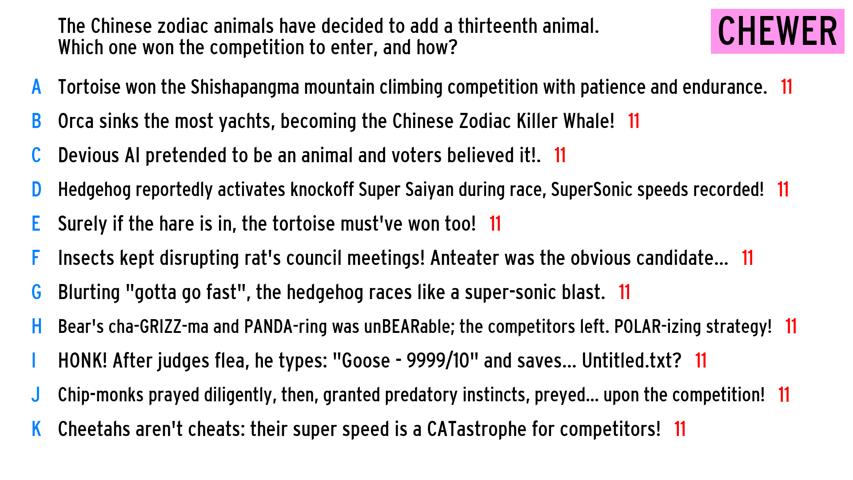 The Chinese zodiac animals have decided to add a thirteenth animal.
Which one won the competition to enter, and how?
CHEWER
A Tortoise won the Shishapangma mountain climbing competition with patience and endurance. 11
B Orca sinks the most yachts, becoming the Chinese Zodiac Killer Whale! 11
C Devious AI pretended to be an animal and voters believed it!. 11
D Hedgehog reportedly activates knockoff Super Saiyan during race, SuperSonic speeds recorded! 11
E Surely if the hare is in, the tortoise must've won too! 11
F Insects kept disrupting rat's council meetings! Anteater was the obvious candidate... 11
G Blurting "gotta go fast", the hedgehog races like a super-sonic blast. 11
H Bear's cha-GRIZZ-ma and PANDA-ring was unBEARable; the competitors left. POLAR-izing strategy! 11
I HONK! After judges flea, he types: "Goose - 9999/10" and saves... Untitled.txt? 11
J Chip-monks prayed diligently, then, granted predatory instincts, preyed... upon the competition! 11
K Cheetahs aren't cheats: their super speed is a CATastrophe for competitors! 11